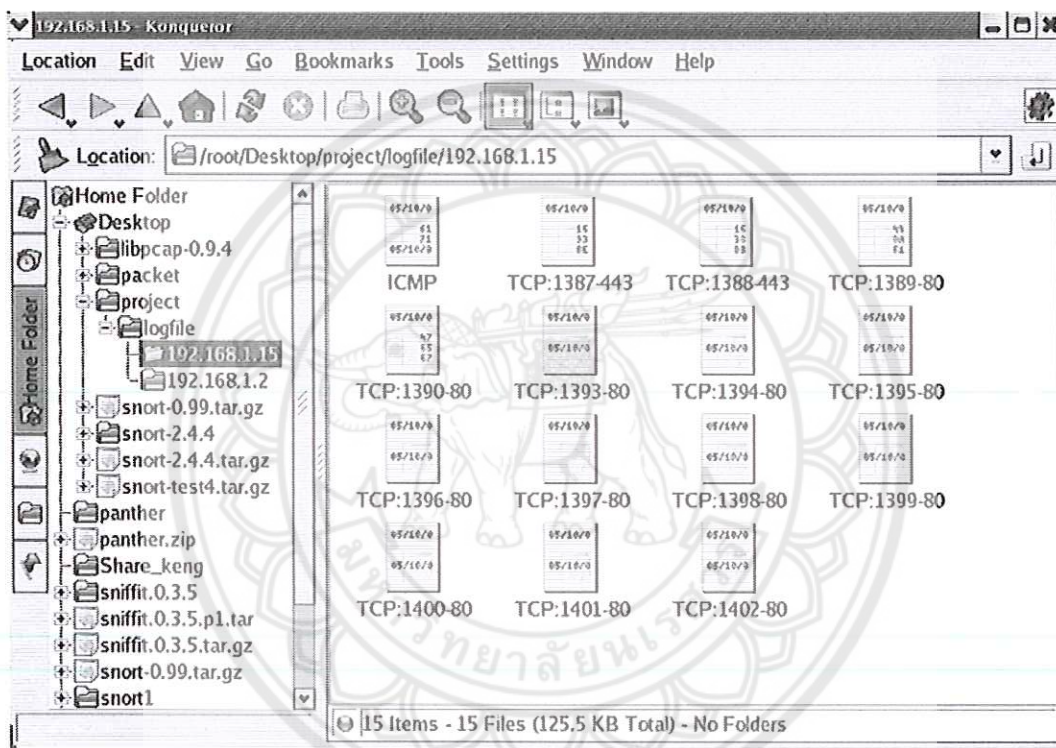 192.168.1.15 - Konqueror
Location Edit View Go Bookmarks Tools Settings Window Help
Location: /root/Desktop/project/logfile/192.168.1.15
Home Folder
Home Folder
Desktop
libpcap-0.9.4
packet
project
logfile
192.168.1.15
192.168.1.2
snort-0.99.tar.gz
snort-2.4.4
snort-2.4.4.tar.gz
snort-test4.tar.gz
panther
panther.zip
Share_keng
sniffit.0.3.5
sniffit.0.3.5.p1.tar
sniffit.0.3.5.tar.gz
snort-0.99.tar.gz
snort1
ICMP TCP:1387-443 TCP:1388-443 TCP:1389-80
TCP:1390-80 TCP:1393-80 TCP:1394-80 TCP:1395-80
TCP:1396-80 TCP:1397-80 TCP:1398-80 TCP:1399-80
TCP:1400-80 TCP:1401-80 TCP:1402-80
15 Items - 15 Files (125.5 KB Total) - No Folders